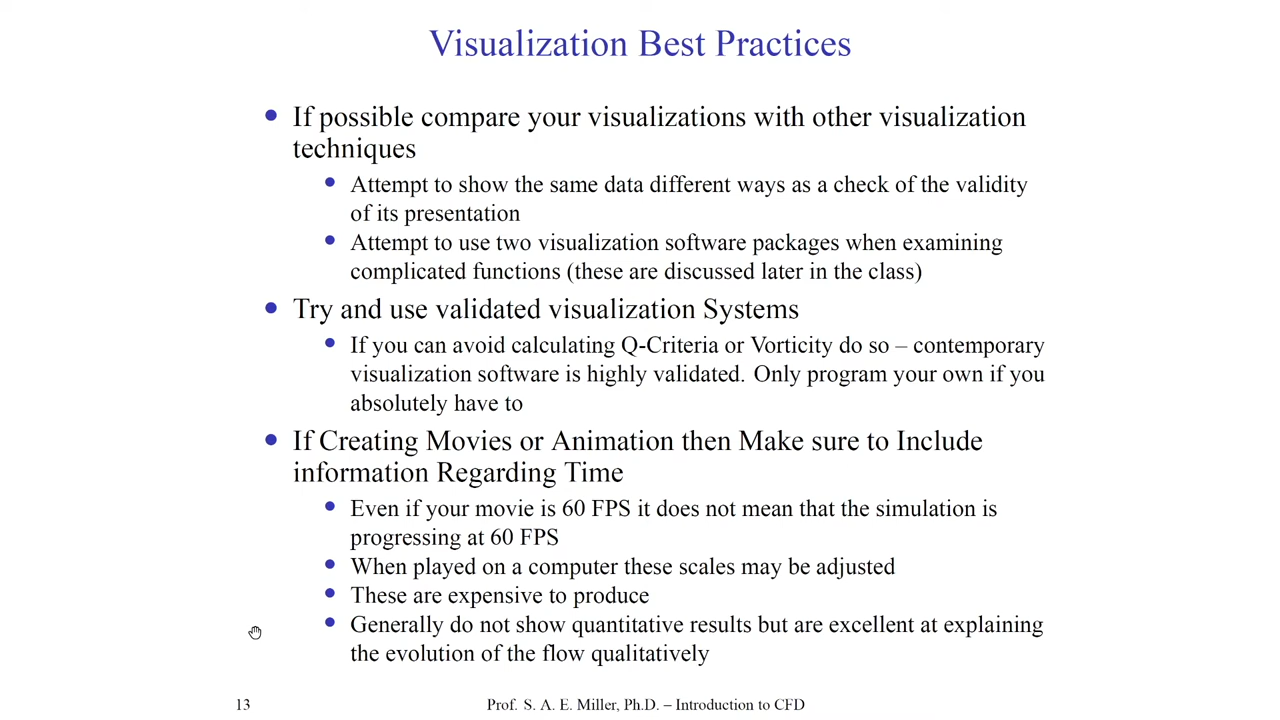 Visualization Best Practices
If possible compare your visualizations with other visualization
techniques
Attempt to show the same data different ways as a check of the validity
of its presentation
Attempt to use two visualization software packages when examining
complicated functions (these are discussed later in the class)
Try and use validated visualization Systems
If you can avoid calculating Q-Criteria or Vorticity do so – contemporary
visualization software is highly validated. Only program your own if you
absolutely have to
If Creating Movies or Animation then Make sure to Include
information Regarding Time
Even if your movie is 60 FPS it does not mean that the simulation is
progressing at 60 FPS
When played on a computer these scales may be adjusted
These are expensive to produce
Generally do not show quantitative results but are excellent at explaining
the evolution of the flow qualitatively
13 Prof. S. A. E. Miller, Ph.D. – Introduction to CFD